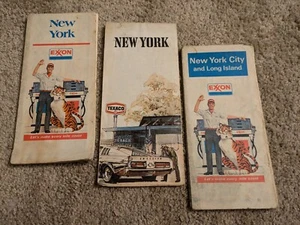 New
York
EXXON
NEW YORK
TEXACO
New York City
and Long Island
EXXON